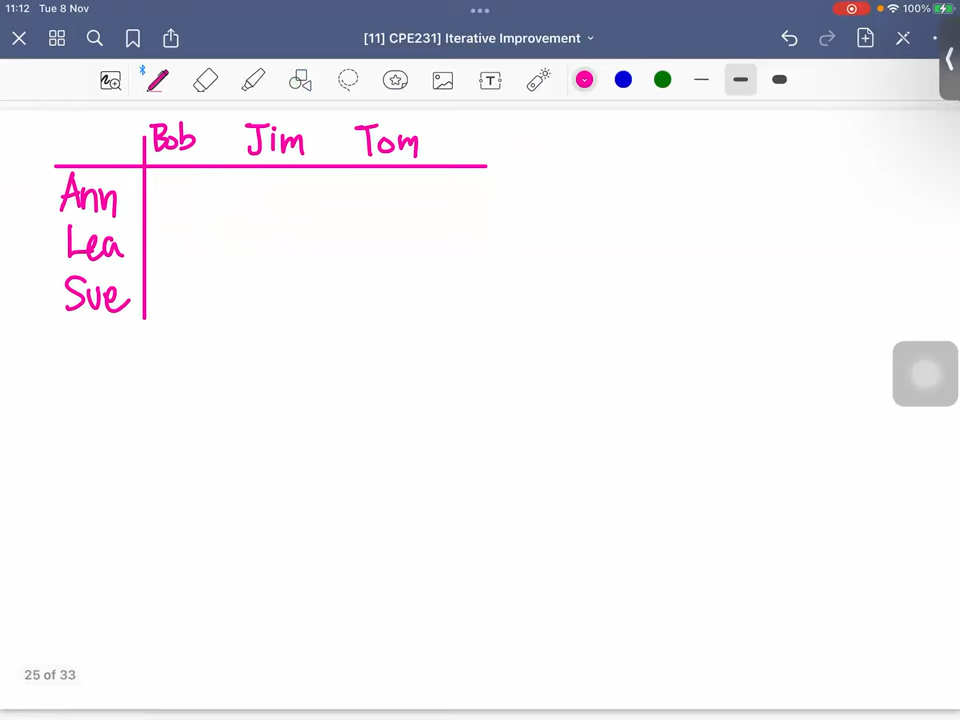 11:12 Tue 8 Nov
100%
[11] CPE231] Iterative Improvement
T
Bob Jim Tom
Ann
Lea
Sue
25 of 33